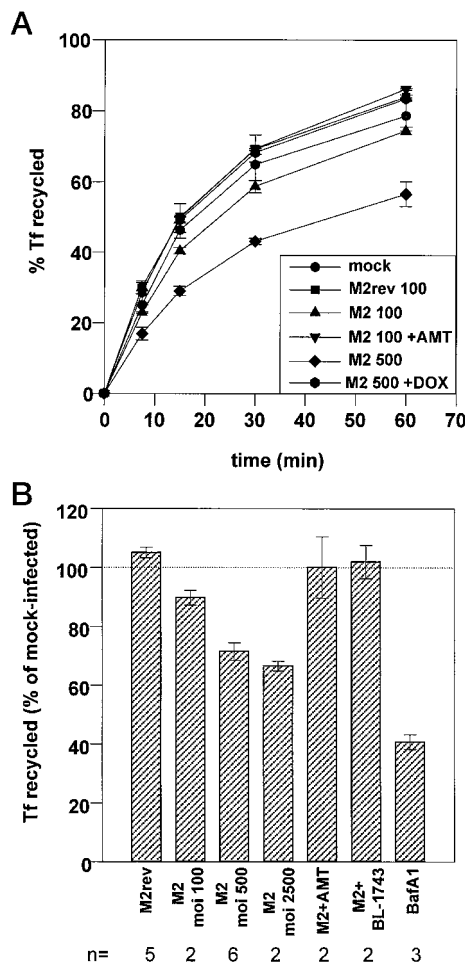 A
100
80
60
40
20
0
% Tf recycled
mock
M2rev 100
M2 100
M2 100 +AMT
M2 500
M2 500 +DOX
0 10 20 30 40 50 60 70
time (min)
B
120
100
80
60
40
20
0
Tf recycled (% of mock-infected)
M2rev
M2 moi 100
M2 moi 500
M2 moi 2500
M2+AMT
M2+ BL-1743
BafA1
n= 5 2 6 2 2 2 3